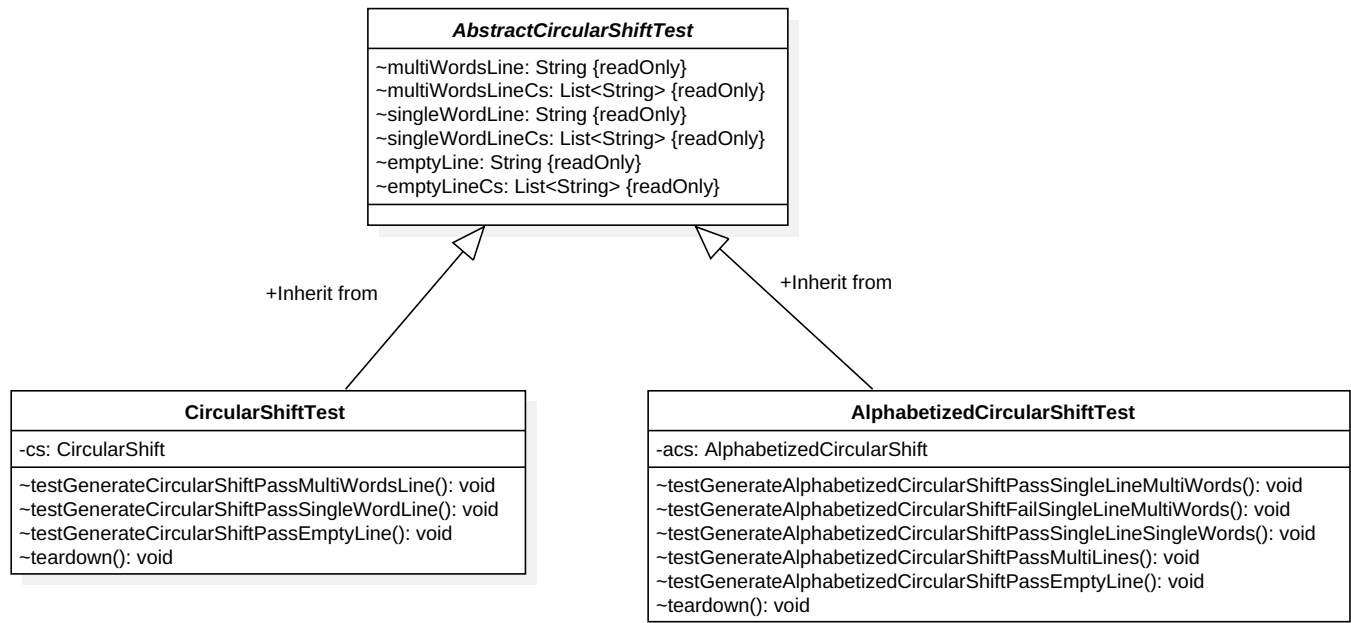 AbstractCircularShiftTest
~multiWordsLine: String {readOnly}
~multiWordsLineCs: List<String> {readOnly}
~singleWordLine: String {readOnly}
~singleWordLineCs: List<String> {readOnly}
~emptyLine: String {readOnly}
~emptyLineCs: List<String> {readOnly}
+Inherit from
+Inherit from
CircularShiftTest
-cs: CircularShift
~testGenerateCircularShiftPassMultiWordsLine(): void
~testGenerateCircularShiftPassSingleWordLine(): void
~testGenerateCircularShiftPassEmptyLine(): void
~teardown(): void
AlphabetizedCircularShiftTest
-acs: AlphabetizedCircularShift
~testGenerateAlphabetizedCircularShiftPassSingleLineMultiWords(): void
~testGenerateAlphabetizedCircularShiftFailSingleLineMultiWords(): void
~testGenerateAlphabetizedCircularShiftPassSingleLineSingleWords(): void
~testGenerateAlphabetizedCircularShiftPassMultiLines(): void
~testGenerateAlphabetizedCircularShiftPassEmptyLine(): void
~teardown(): void